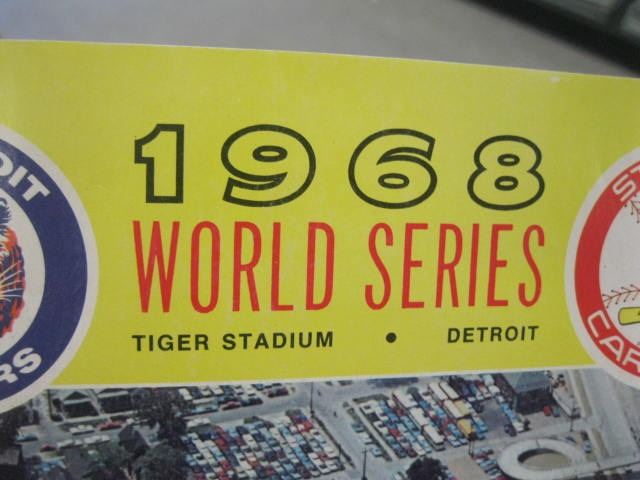 1968
WORLD SERIES
TIGER STADIUM • DETROIT